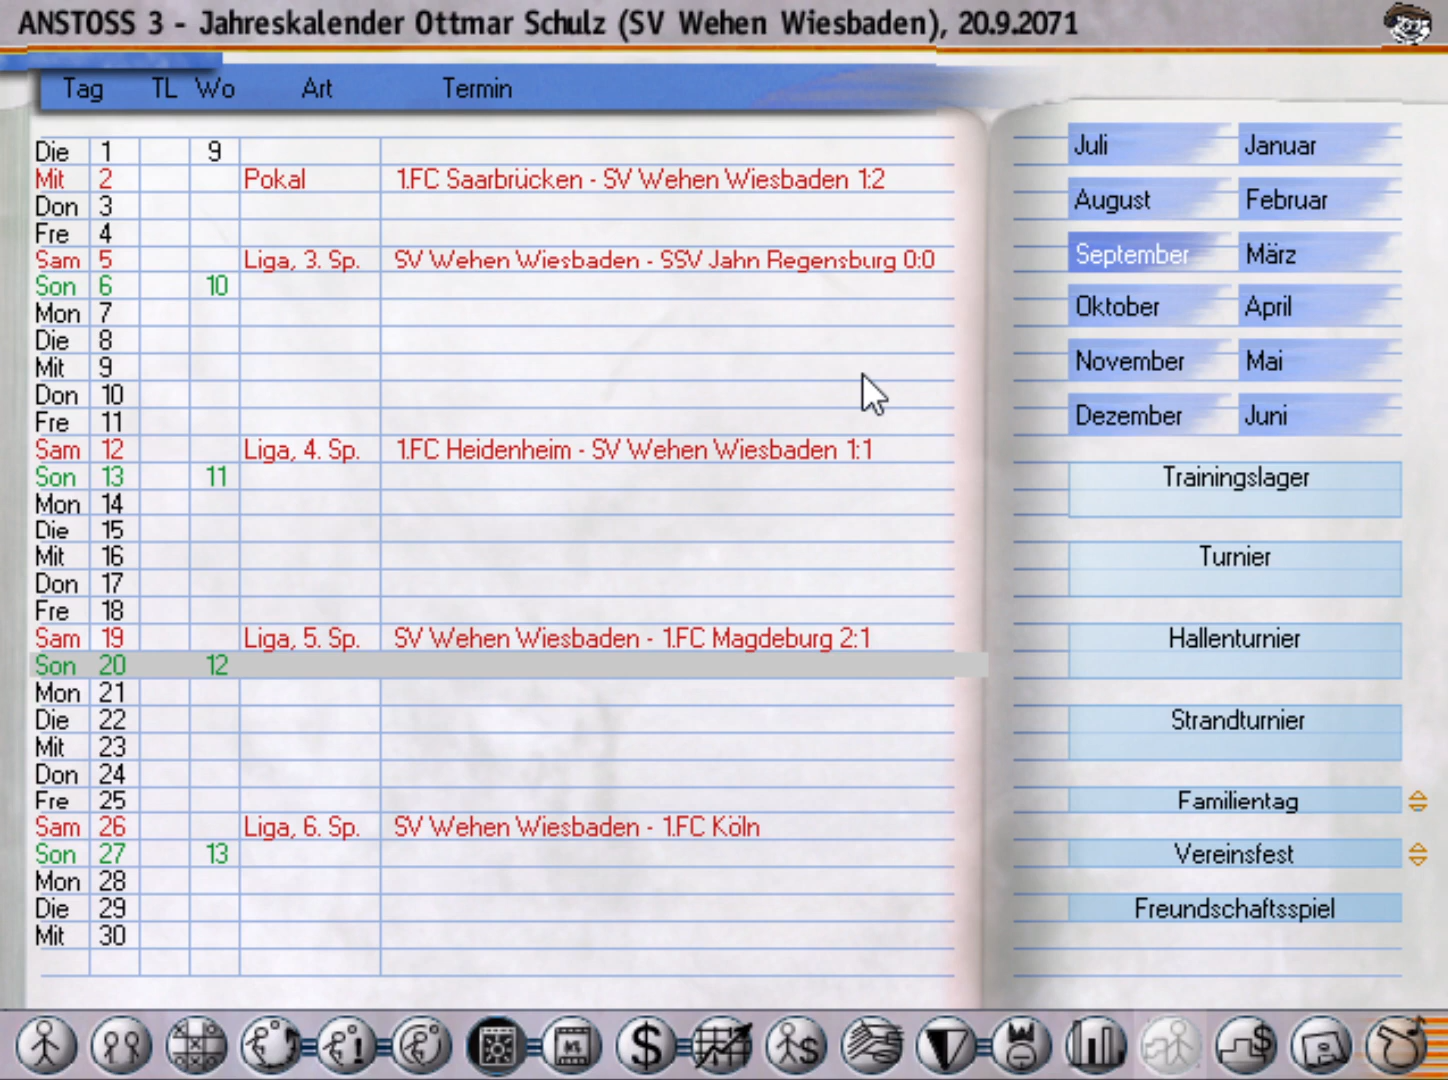 ANSTOSS 3 - Jahreskalender Ottmar Schulz (SV Wehen Wiesbaden), 20.9.2071
Tag TL Wo Art Termin
Die 1 9
Mit 2 Pokal 1.FC Saarbrücken - SV Wehen Wiesbaden 1:2
Don 3
Fre 4
Sam 5 Liga, 3. Sp. SV Wehen Wiesbaden - SSV Jahn Regensburg 0:0
Son 6 10
Mon 7
Die 8
Mit 9
Don 10
Fre 11
Sam 12 Liga, 4. Sp. 1.FC Heidenheim - SV Wehen Wiesbaden 1:1
Son 13 11
Mon 14
Die 15
Mit 16
Don 17
Fre 18
Sam 19 Liga, 5. Sp. SV Wehen Wiesbaden - 1.FC Magdeburg 2:1
Son 20 12
Mon 21
Die 22
Mit 23
Don 24
Fre 25
Sam 26 Liga, 6. Sp. SV Wehen Wiesbaden - 1.FC Köln
Son 27 13
Mon 28
Die 29
Mit 30
Juli Januar
August Februar
September März
Oktober April
November Mai
Dezember Juni
Trainingslager
Turnier
Hallenturnier
Strandturnier
Familientag
Vereinsfest
Freundschaftsspiel